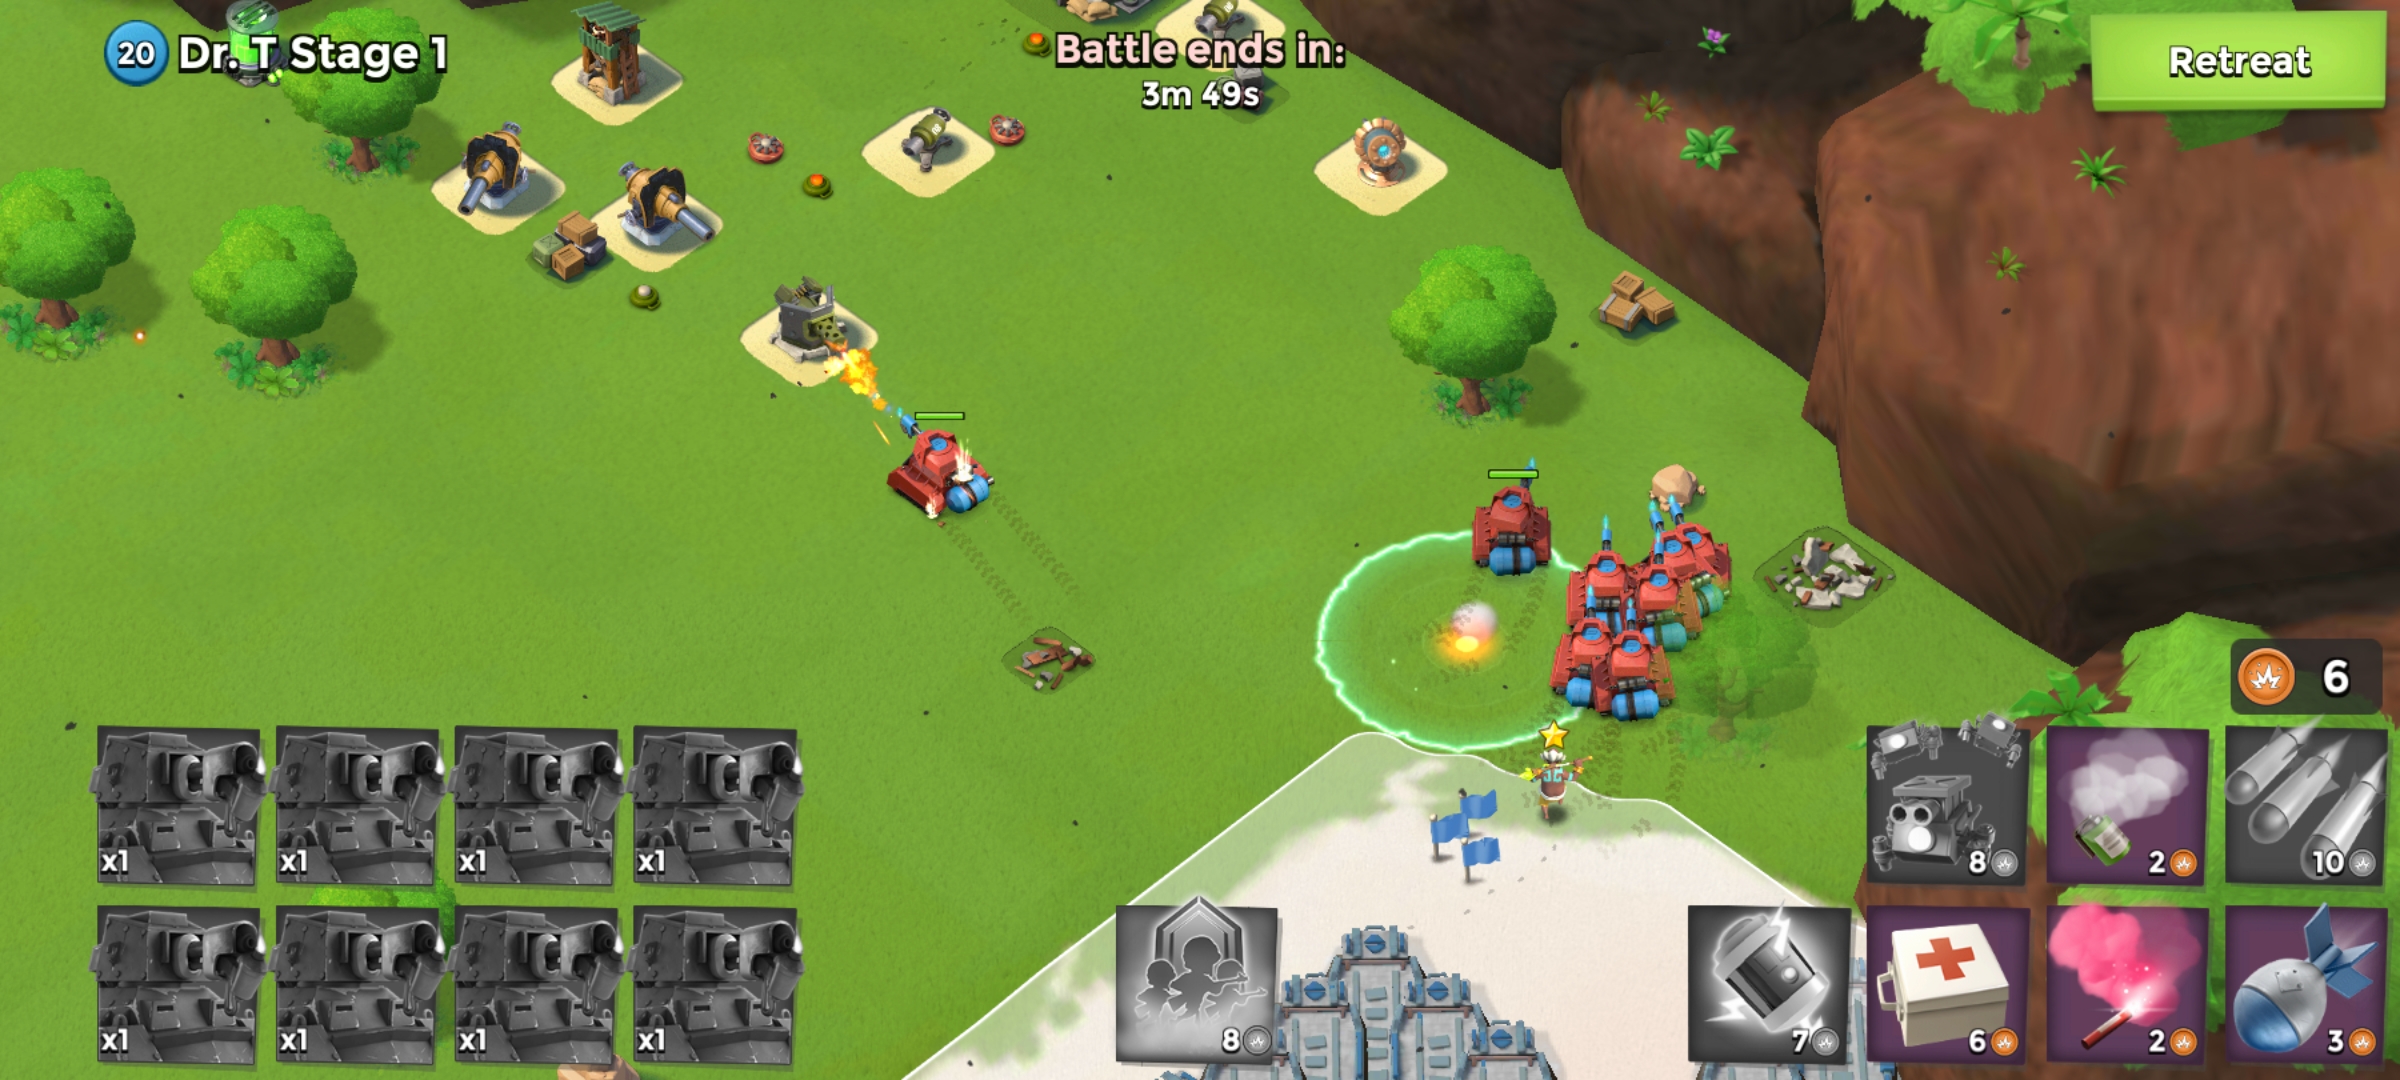 20 Dr. T Stage 1
Battle ends in:
3m 49s
Retreat
6
x1 x1 x1 x1
8 2 10
x1 x1 x1 x1
8 7 6 2 3